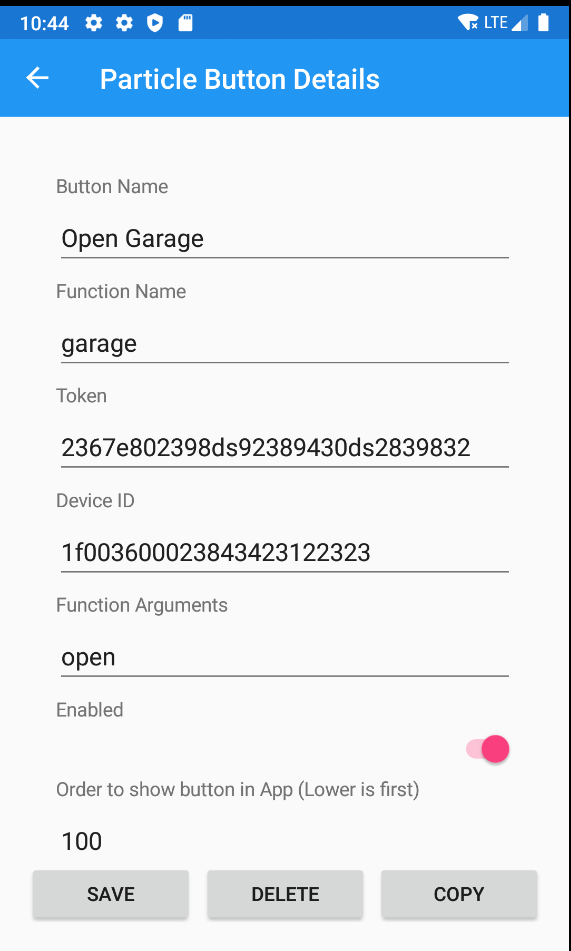 10:44 LTE
Particle Button Details
Button Name
Open Garage
Function Name
garage
Token
2367e802398ds92389430ds2839832
Device ID
1f003600023843423122323
Function Arguments
open
Enabled
Order to show button in App (Lower is first)
100
SAVE DELETE COPY